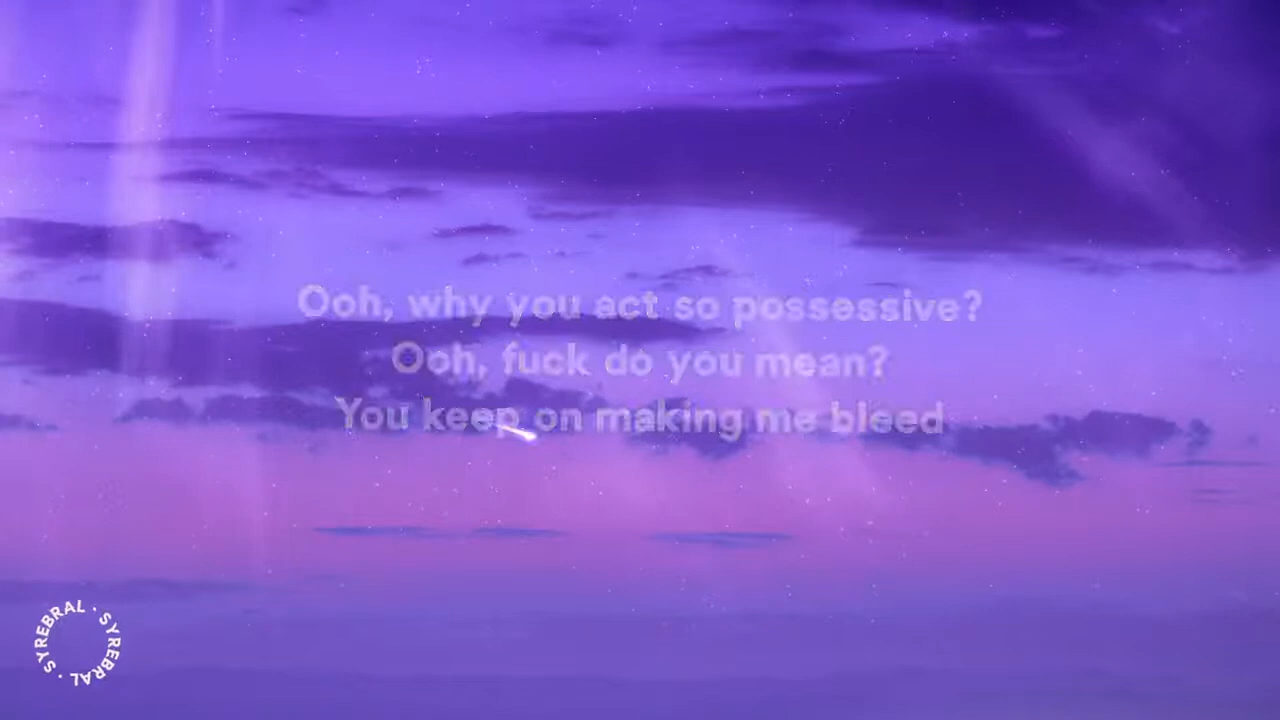 Ooh, why you act so possessive?
Ooh, fuck do you mean?
You keep on making me bleed
SYREBRAL · SYREBRAL ·